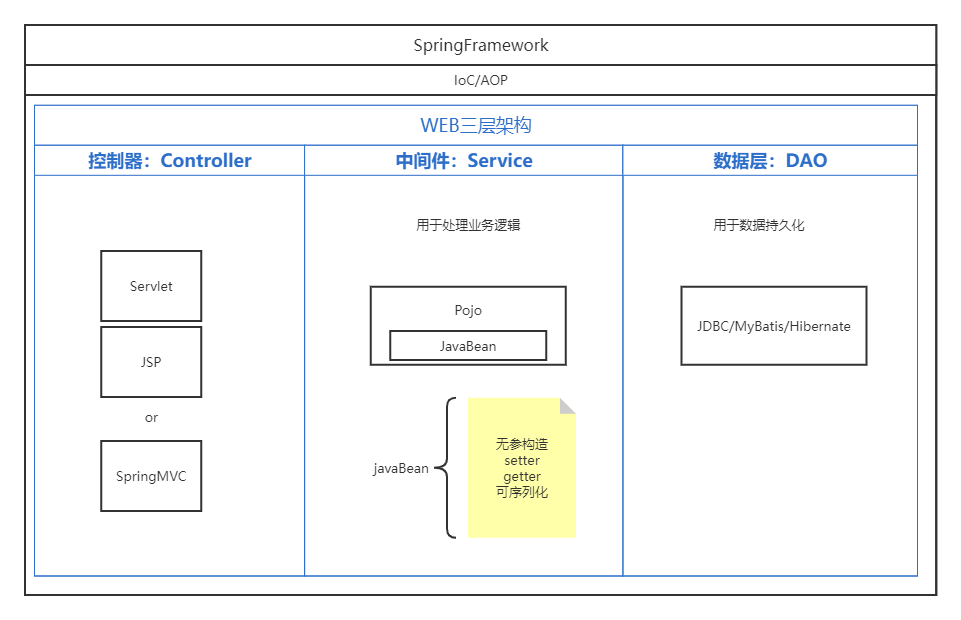 SpringFramework
IoC/AOP
WEB三层架构
控制器：Controller
中间件：Service
数据层：DAO
用于处理业务逻辑
用于数据持久化
Servlet
JSP
or
SpringMVC
Pojo
JavaBean
javaBean
无参构造
setter
getter
可序列化
JDBC/MyBatis/Hibernate